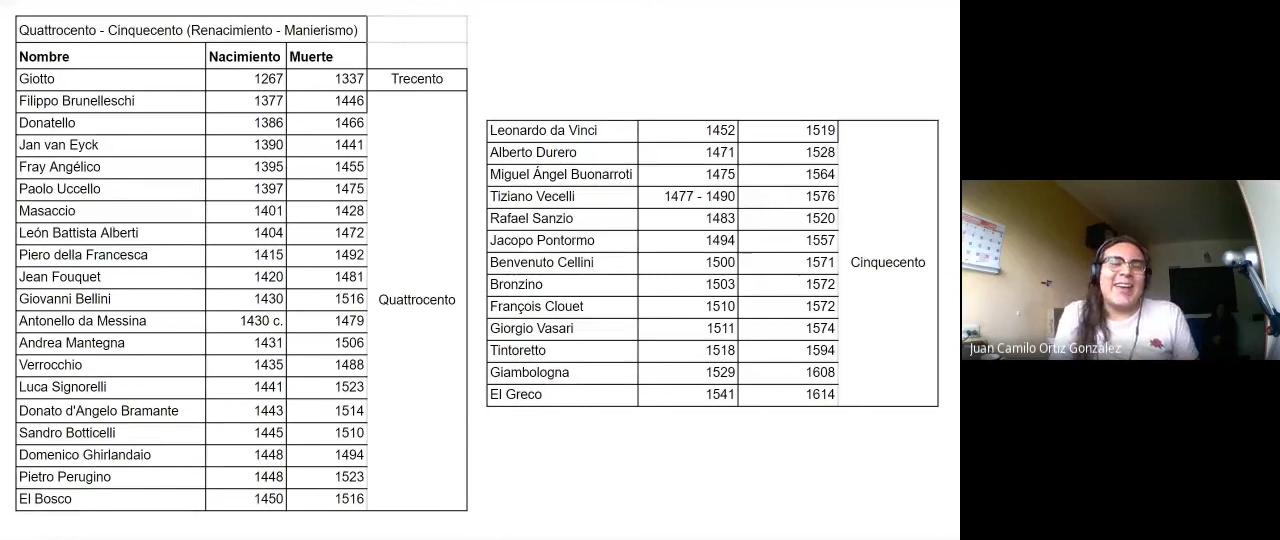 Quattrocento - Cinquecento (Renacimiento - Manierismo)
Nombre Nacimiento Muerte
Giotto 1267 1337 Trecento
Filippo Brunelleschi 1377 1446
Donatello 1386 1466
Jan van Eyck 1390 1441
Fray Angélico 1395 1455
Paolo Uccello 1397 1475
Masaccio 1401 1428
León Battista Alberti 1404 1472
Piero della Francesca 1415 1492
Jean Fouquet 1420 1481
Giovanni Bellini 1430 1516 Quattrocento
Antonello da Messina 1430 c. 1479
Andrea Mantegna 1431 1506
Verrocchio 1435 1488
Luca Signorelli 1441 1523
Donato d'Angelo Bramante 1443 1514
Sandro Botticelli 1445 1510
Domenico Ghirlandaio 1448 1494
Pietro Perugino 1448 1523
El Bosco 1450 1516
Leonardo da Vinci 1452 1519
Alberto Durero 1471 1528
Miguel Ángel Buonarroti 1475 1564
Tiziano Vecelli 1477 - 1490 1576
Rafael Sanzio 1483 1520
Jacopo Pontormo 1494 1557
Benvenuto Cellini 1500 1571 Cinquecento
Bronzino 1503 1572
François Clouet 1510 1572
Giorgio Vasari 1511 1574
Tintoretto 1518 1594
Giambologna 1529 1608
El Greco 1541 1614
Juan Camilo Ortiz González